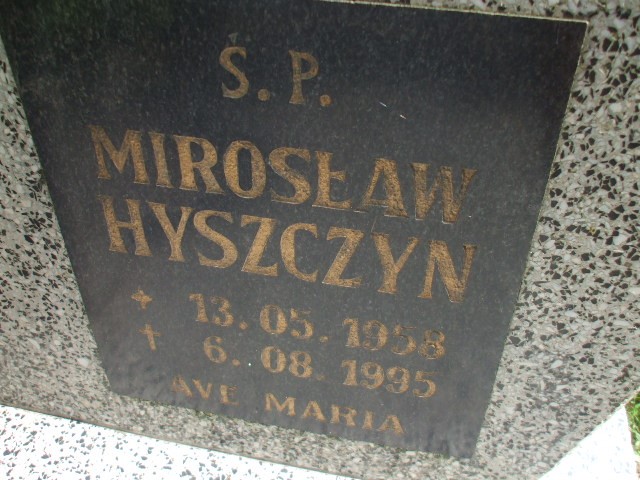 S. P.
MIROSŁAW
HYSZCZYN
13.05.1958
6.08.1995
AVE MARIA